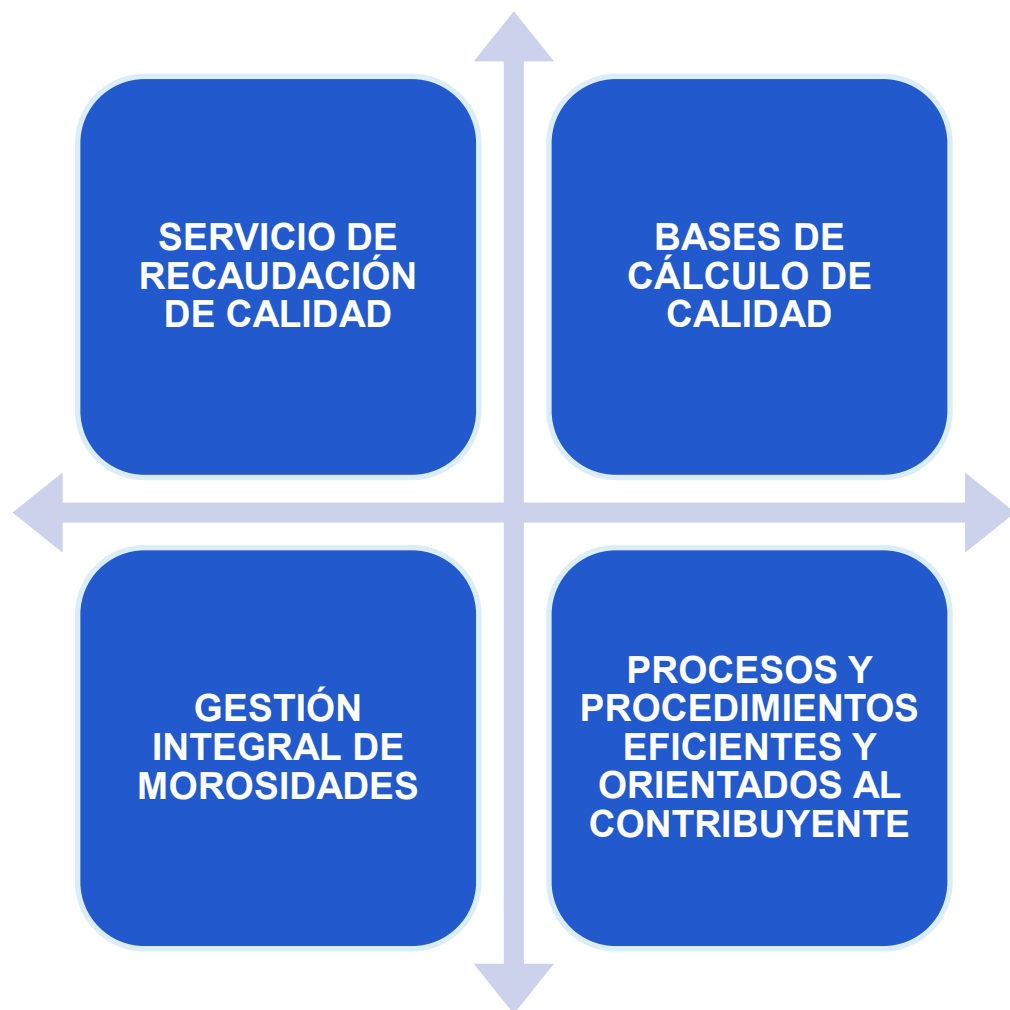 SERVICIO DE
RECAUDACIÓN
DE CALIDAD
BASES DE
CÁLCULO DE
CALIDAD
GESTIÓN
INTEGRAL DE
MOROSIDADES
PROCESOS Y
PROCEDIMIENTOS
EFICIENTES Y
ORIENTADOS AL
CONTRIBUYENTE